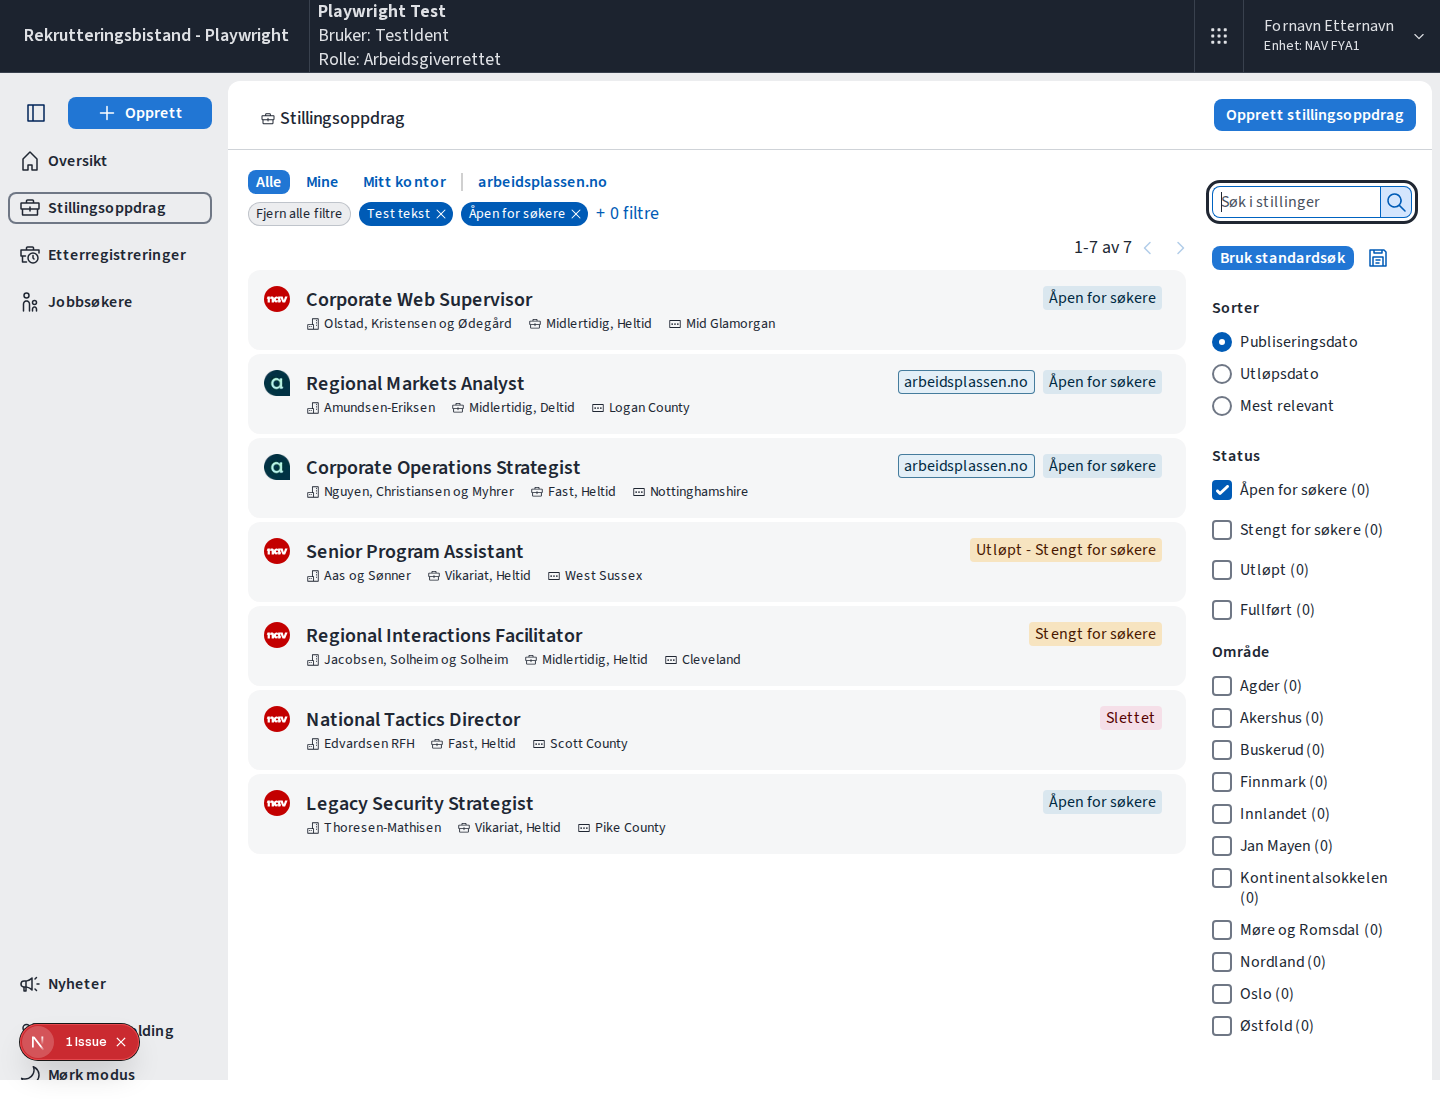 Rekrutteringsbistand - Playwright
Playwright Test
Bruker: TestIdent
Rolle: Arbeidsgiverrettet
Fornavn Etternavn
Enhet: NAV FYA1
Opprett
Oversikt
Stillingsoppdrag
Etterregistreringer
Jobbsøkere
Nyheter
olding
1 Issue
Mørk modus
Stillingsoppdrag
Opprett stillingsoppdrag
Alle
Mine
Mitt kontor
arbeidsplassen.no
Fjern alle filtre
Test tekst
Åpen for søkere
+ 0 filtre
1-7 av 7
nav
Corporate Web Supervisor
Åpen for søkere
Olstad, Kristensen og Ødegård
Midlertidig, Heltid
Mid Glamorgan
a
Regional Markets Analyst
arbeidsplassen.no
Åpen for søkere
Amundsen-Eriksen
Midlertidig, Deltid
Logan County
a
Corporate Operations Strategist
arbeidsplassen.no
Åpen for søkere
Nguyen, Christiansen og Myhrer
Fast, Heltid
Nottinghamshire
nav
Senior Program Assistant
Utløpt - Stengt for søkere
Aas og Sønner
Vikariat, Heltid
West Sussex
nav
Regional Interactions Facilitator
Stengt for søkere
Jacobsen, Solheim og Solheim
Midlertidig, Heltid
Cleveland
nav
National Tactics Director
Slettet
Edvardsen RFH
Fast, Heltid
Scott County
nav
Legacy Security Strategist
Åpen for søkere
Thoresen-Mathisen
Vikariat, Heltid
Pike County
Søk i stillinger
Bruk standardsøk
Sorter
Publiseringsdato
Utløpsdato
Mest relevant
Status
Åpen for søkere (0)
Stengt for søkere (0)
Utløpt (0)
Fullført (0)
Område
Agder (0)
Akershus (0)
Buskerud (0)
Finnmark (0)
Innlandet (0)
Jan Mayen (0)
Kontinentalsokkelen
(0)
Møre og Romsdal (0)
Nordland (0)
Oslo (0)
Østfold (0)